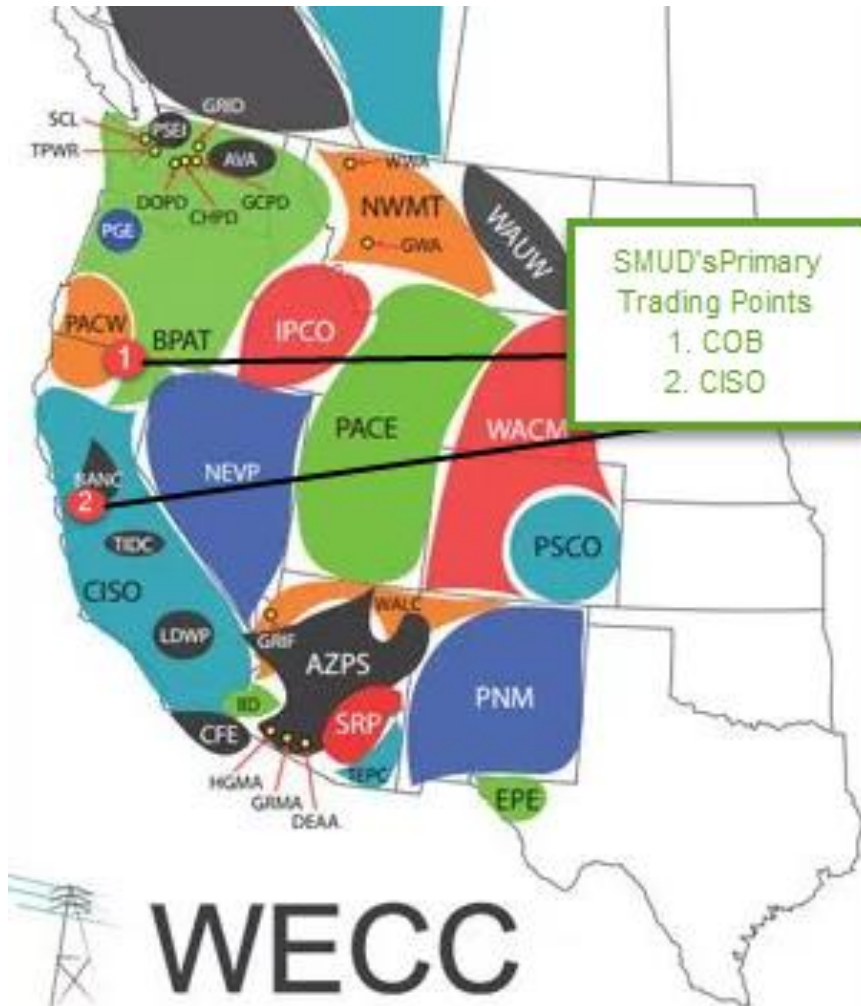 GRID
SCL
PSEI
TPWR
AVA
WWA
DOPD
GCPD
CHPD
NWMT
WAUW
PGE
GWA
SMUD'sPrimary
Trading Points
1. COB
2. CISO
PACW
BPAT
IPCO
1
PACE
WACM
NEVP
BANC
2
TIDC
PSCO
CISO
WALC
LDWP
GRIF
AZPS
IID
SRP
PNM
CFE
TEPC
HGMA
GRMA
DEAA
EPE
WECC